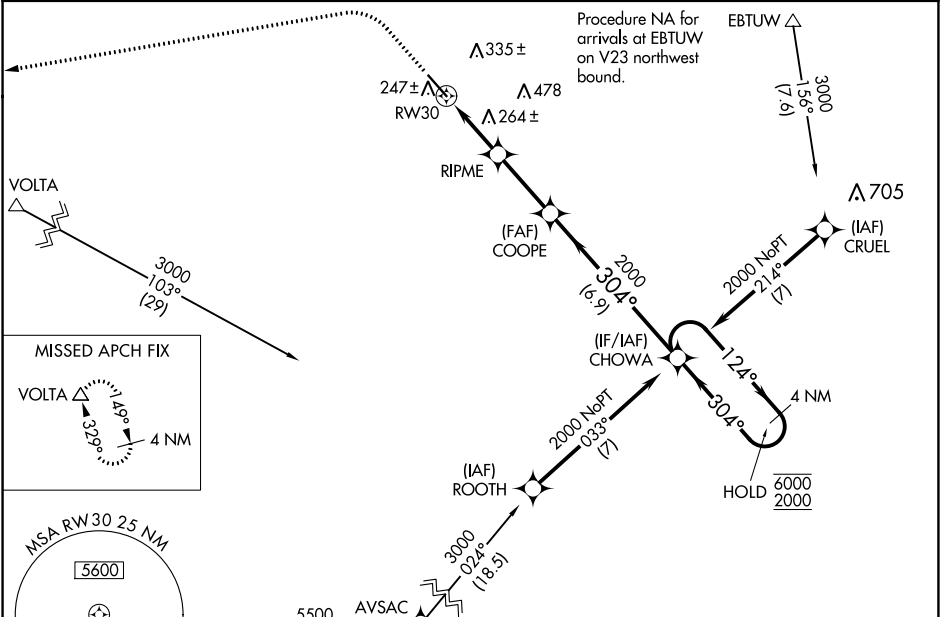 Procedure NA for
arrivals at EBTUW
on V23 northwest
bound.
EBTUW
335±
247±
478
RW30
264±
3000
156°
(7.6)
RIPME
VOLTA
705
(FAF)
COOPE
(IAF)
CRUEL
2000 NoPT
214°
(7)
3000
103°
(29)
2000
304°
(6.9)
(IF/IAF)
CHOWA
124°
304°
4 NM
HOLD 6000
2000
MISSED APCH FIX
VOLTA
149°
329°
4 NM
2000 NoPT
033°
(7)
(IAF)
ROOTH
3000
024°
(18.5)
MSA RW30 25 NM
5600
5500
AVSAC